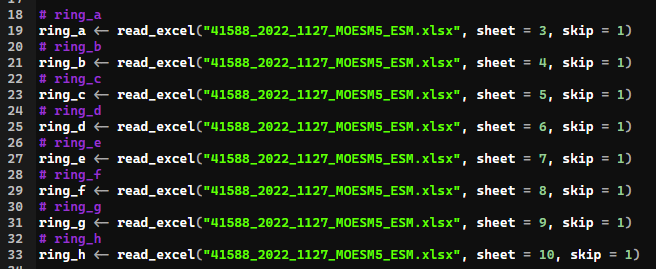 18 # ring_a
19 ring_a <- read_excel("41588_2022_1127_MOESM5_ESM.xlsx", sheet = 3, skip = 1)
20 # ring_b
21 ring_b <- read_excel("41588_2022_1127_MOESM5_ESM.xlsx", sheet = 4, skip = 1)
22 # ring_c
23 ring_c <- read_excel("41588_2022_1127_MOESM5_ESM.xlsx", sheet = 5, skip = 1)
24 # ring_d
25 ring_d <- read_excel("41588_2022_1127_MOESM5_ESM.xlsx", sheet = 6, skip = 1)
26 # ring_e
27 ring_e <- read_excel("41588_2022_1127_MOESM5_ESM.xlsx", sheet = 7, skip = 1)
28 # ring_f
29 ring_f <- read_excel("41588_2022_1127_MOESM5_ESM.xlsx", sheet = 8, skip = 1)
30 # ring_g
31 ring_g <- read_excel("41588_2022_1127_MOESM5_ESM.xlsx", sheet = 9, skip = 1)
32 # ring_h
33 ring_h <- read_excel("41588_2022_1127_MOESM5_ESM.xlsx", sheet = 10, skip = 1)